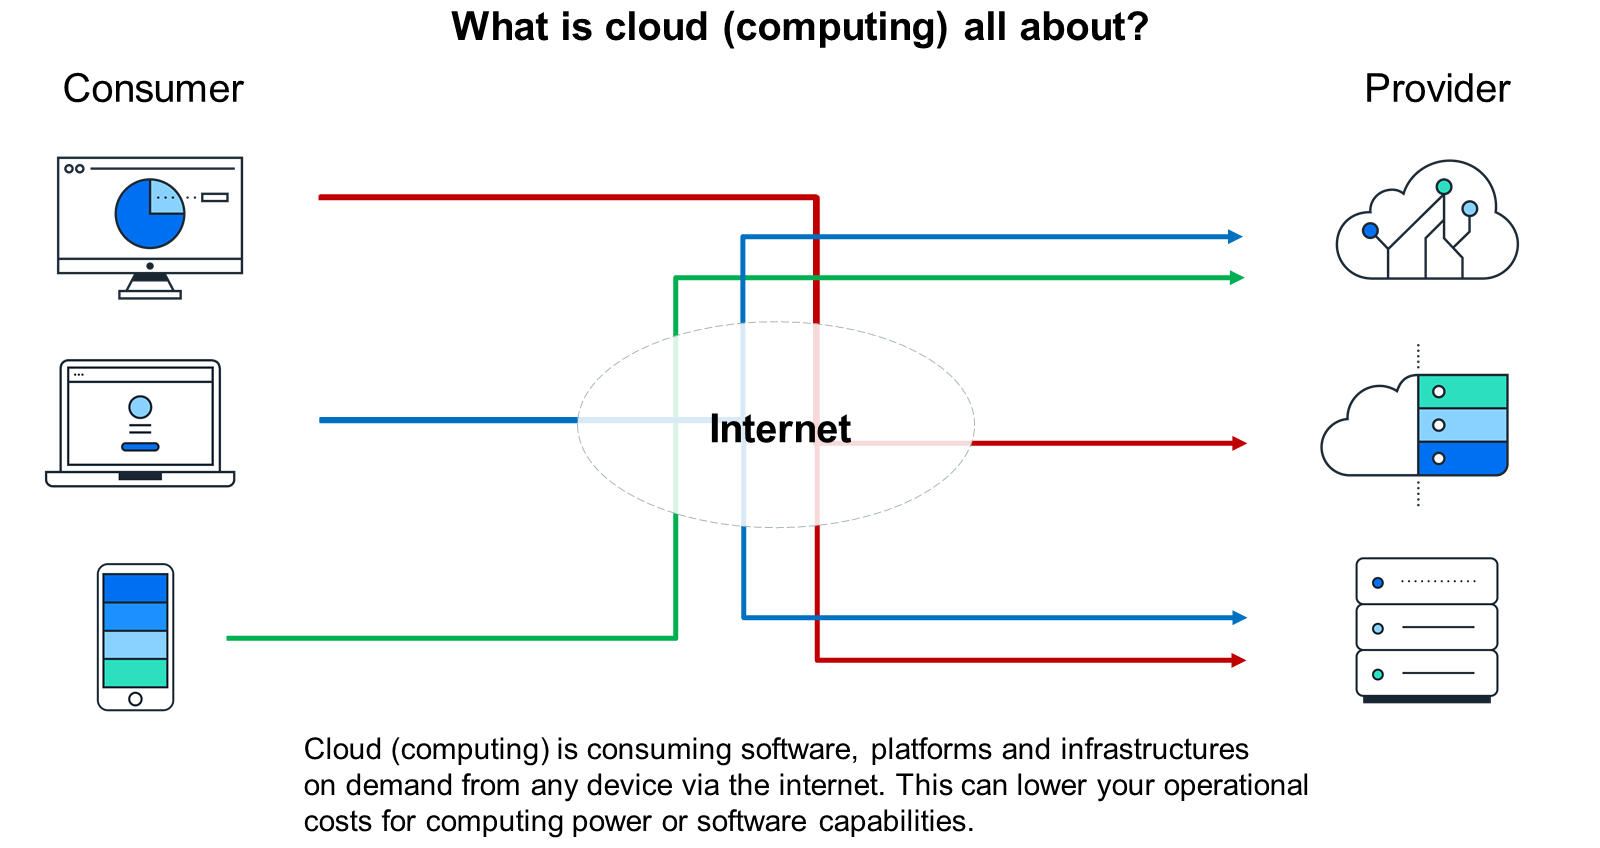 What is cloud (computing) all about?
Consumer
Provider
Internet
Cloud (computing) is consuming software, platforms and infrastructures
on demand from any device via the internet. This can lower your operational
costs for computing power or software capabilities.